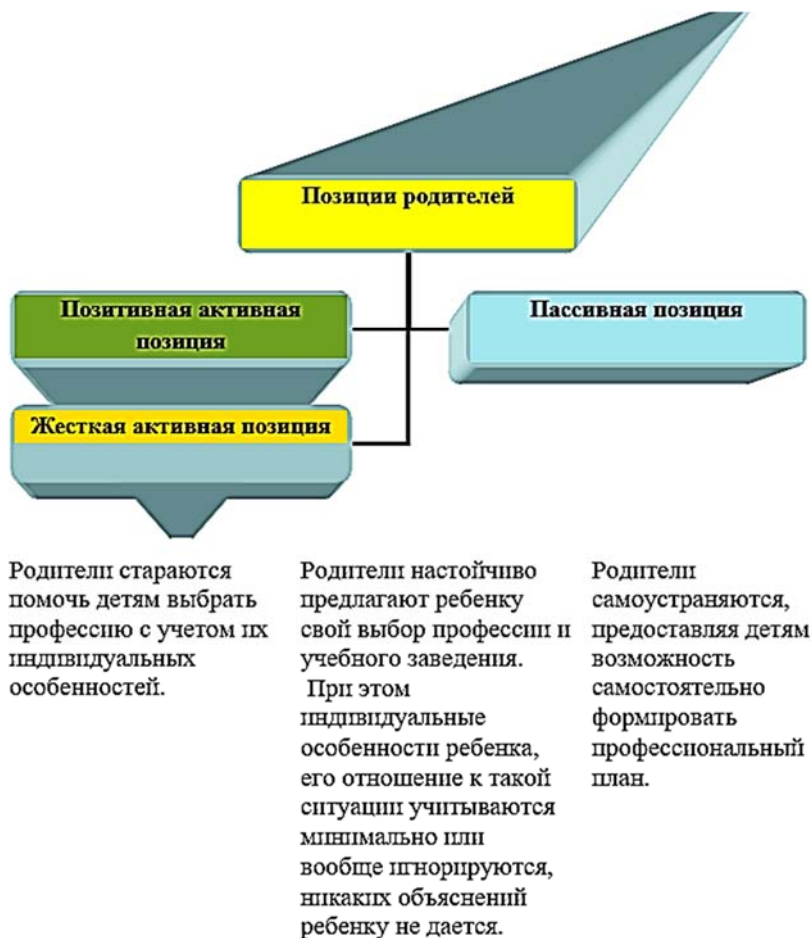 Позиции родителей
Позитивная активная
позиция
Пассивная позиция
Жесткая активная позиция
Родители стараются
помочь детям выбрать
профессию с учетом их
индивидуальных
особенностей.
Родители настойчиво
предлагают ребенку
свой выбор профессии и
учебного заведения.
При этом
индивидуальные
особенности ребенка,
его отношение к такой
ситуации учитываются
минимально или
вообще игнорируются,
никаких объяснений
ребенку не дается.
Родители
самоустраняются,
предоставляя детям
возможность
самостоятельно
формировать
профессиональный
план.